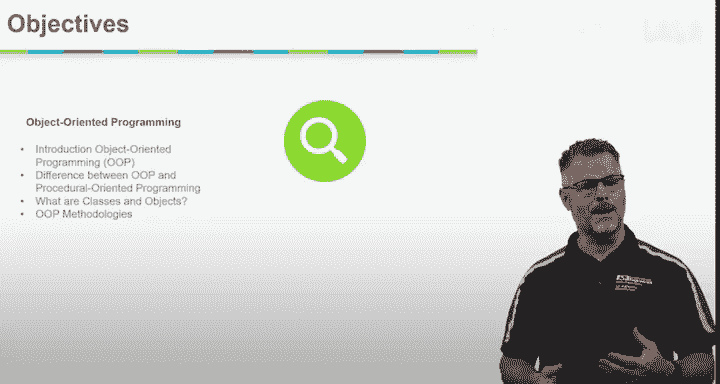 Objectives
Object-Oriented Programming
• Introduction Object-Oriented
Programming (OOP)
• Difference between OOP and
Procedural-Oriented Programming
• What are Classes and Objects?
• OOP Methodologies